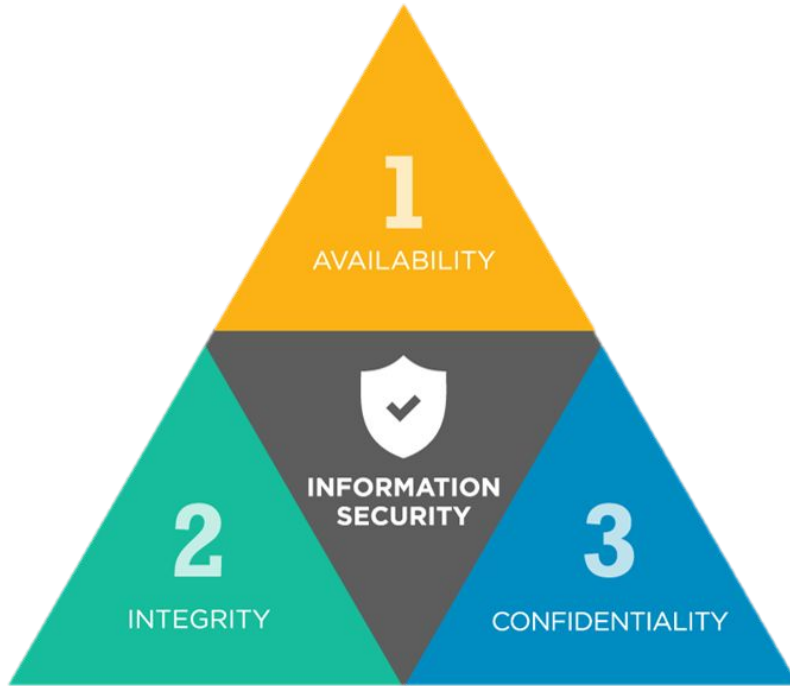 1
AVAILABILITY
INFORMATION
SECURITY
2
INTEGRITY
3
CONFIDENTIALITY